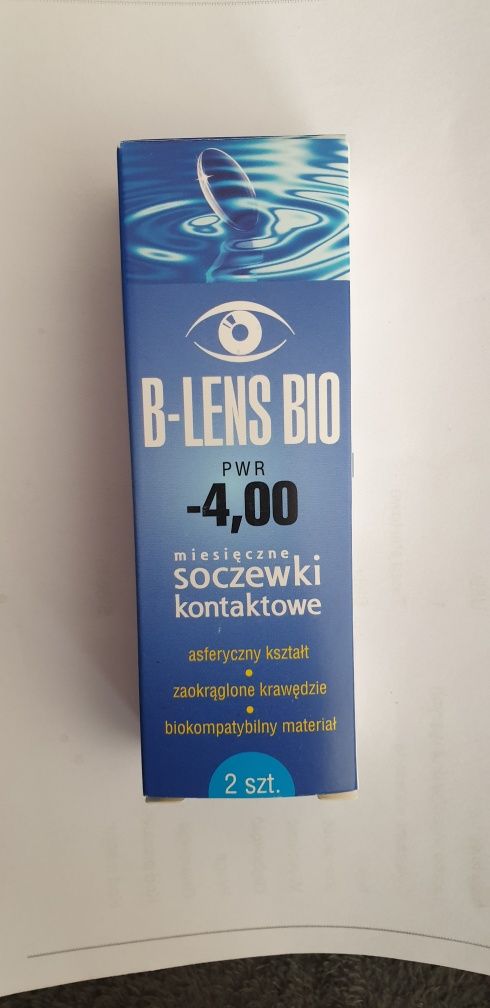 B-LENS BIO
PWR
-4,00
miesięczne
soczewki
kontaktowe
asferyczny kształt
•
zaokrąglone krawędzie
•
biokompatybilny materiał
2 szt.